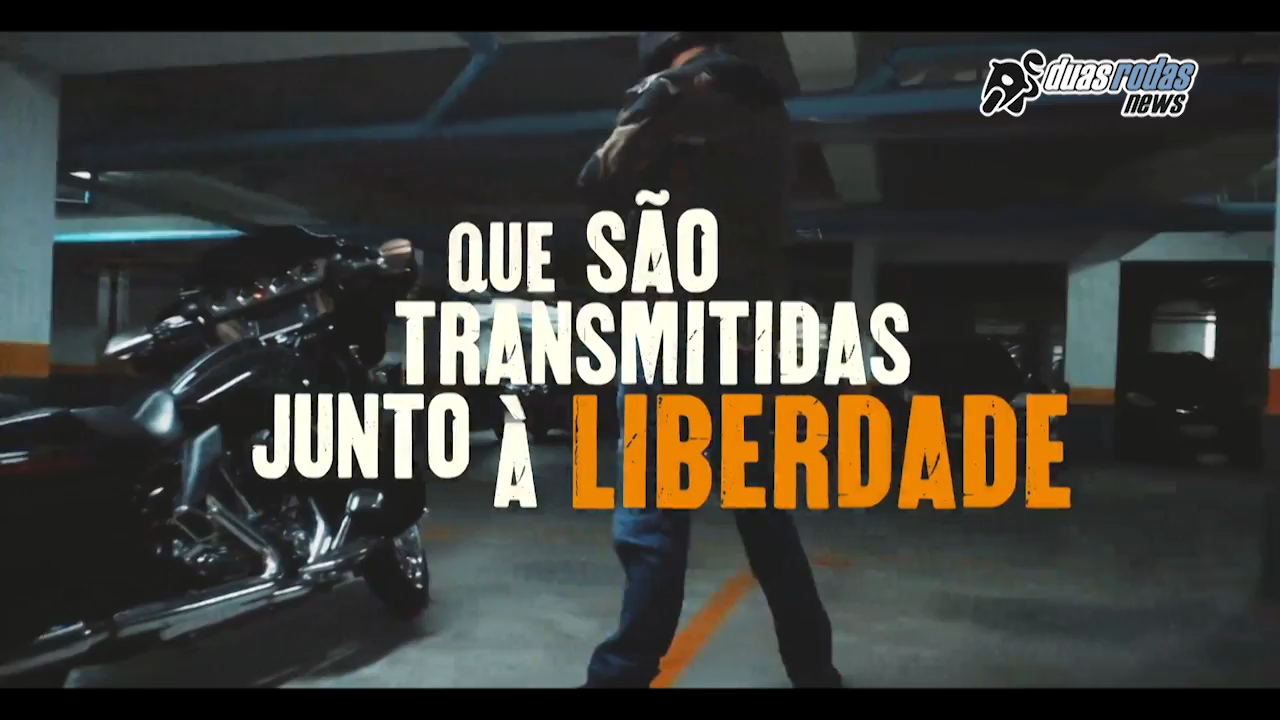 duasrodas
news
QUE SÃO
TRANSMITIDAS
JUNTO À LIBERDADE